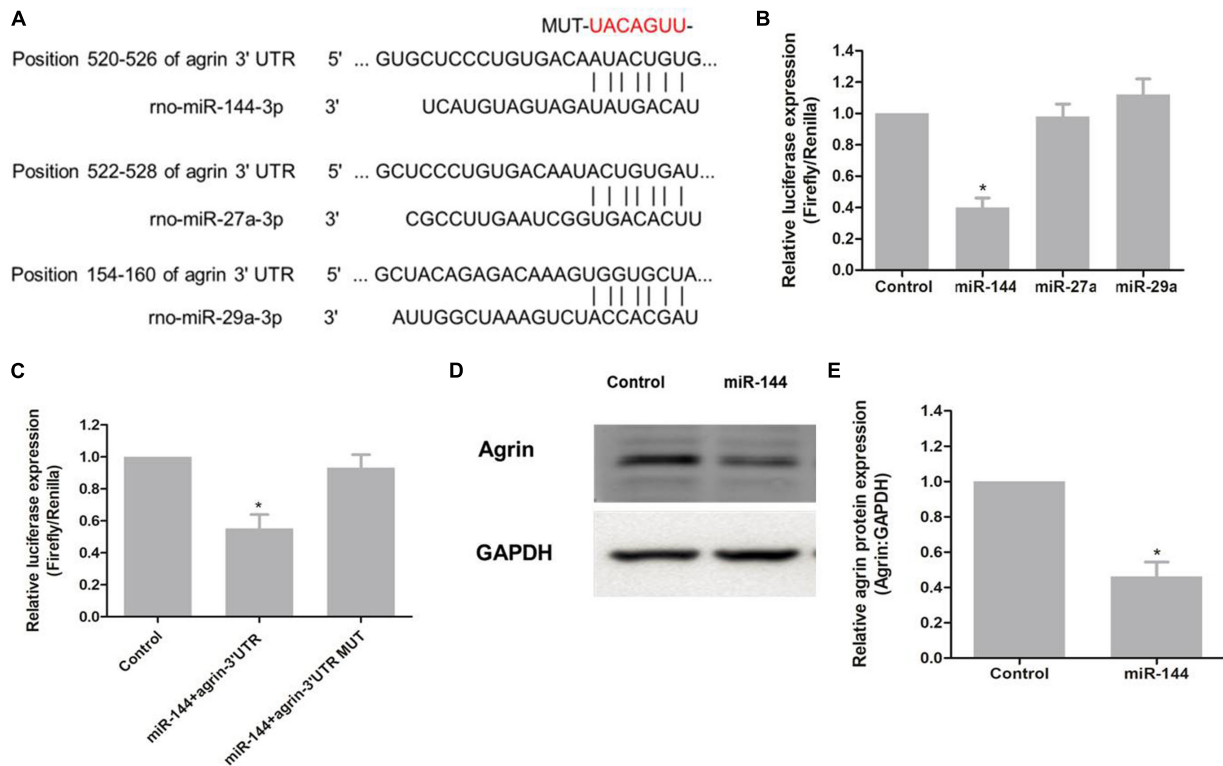 A
MUT-UACAGUU-
Position 520-526 of agrin 3' UTR 5' ... GUGCUCCCUGUGACAAUACUGUG...
rno-miR-144-3p 3' UCAUGUAGUAGAUAUGACAU
Position 522-528 of agrin 3' UTR 5' ... GCUCCCUGUGACAAUACUGUGAU...
rno-miR-27a-3p 3' CGCCUUGAAUCGGUGACACUU
Position 154-160 of agrin 3' UTR 5' ... GCUACAGAGACAAAGUGGUGCUA...
rno-miR-29a-3p 3' AUUGGCUAAAGUCUACCACGAU
B
Relative luciferase expression
(Firefly/Renilla)
1.4
1.2
1.0
0.8
0.6
0.4
0.2
0.0
*
Control miR-144 miR-27a miR-29a
C
Relative luciferase expression
(Firefly/Renilla)
1.2
1.0
0.8
0.6
0.4
0.2
0.0
*
Control
miR-144+agrin-3'UTR
miR-144+agrin-3'UTR MUT
D
Control miR-144
Agrin
GAPDH
E
Relative agrin protein expression
(Agrin:GAPDH)
1.4
1.2
1.0
0.8
0.6
0.4
0.2
0.0
*
Control miR-144